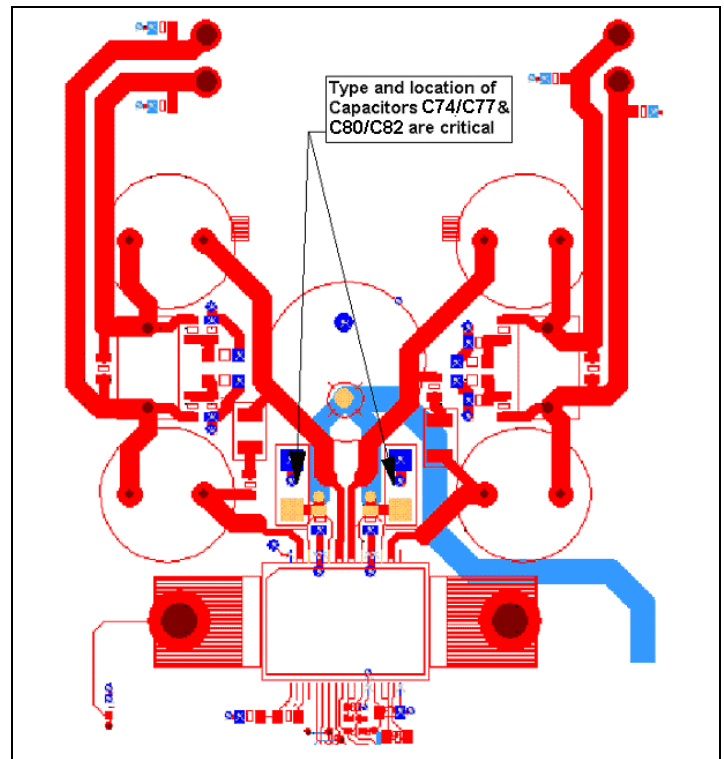 Type and location of
Capacitors C74/C77 &
C80/C82 are critical